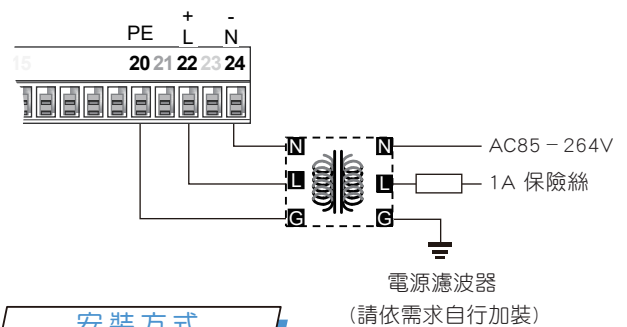 + -
PE L N
15 20 21 22 23 24
N N AC85－264V
L L 1A 保險絲
G G
電源濾波器
(請依需求自行加裝)
安裝方式